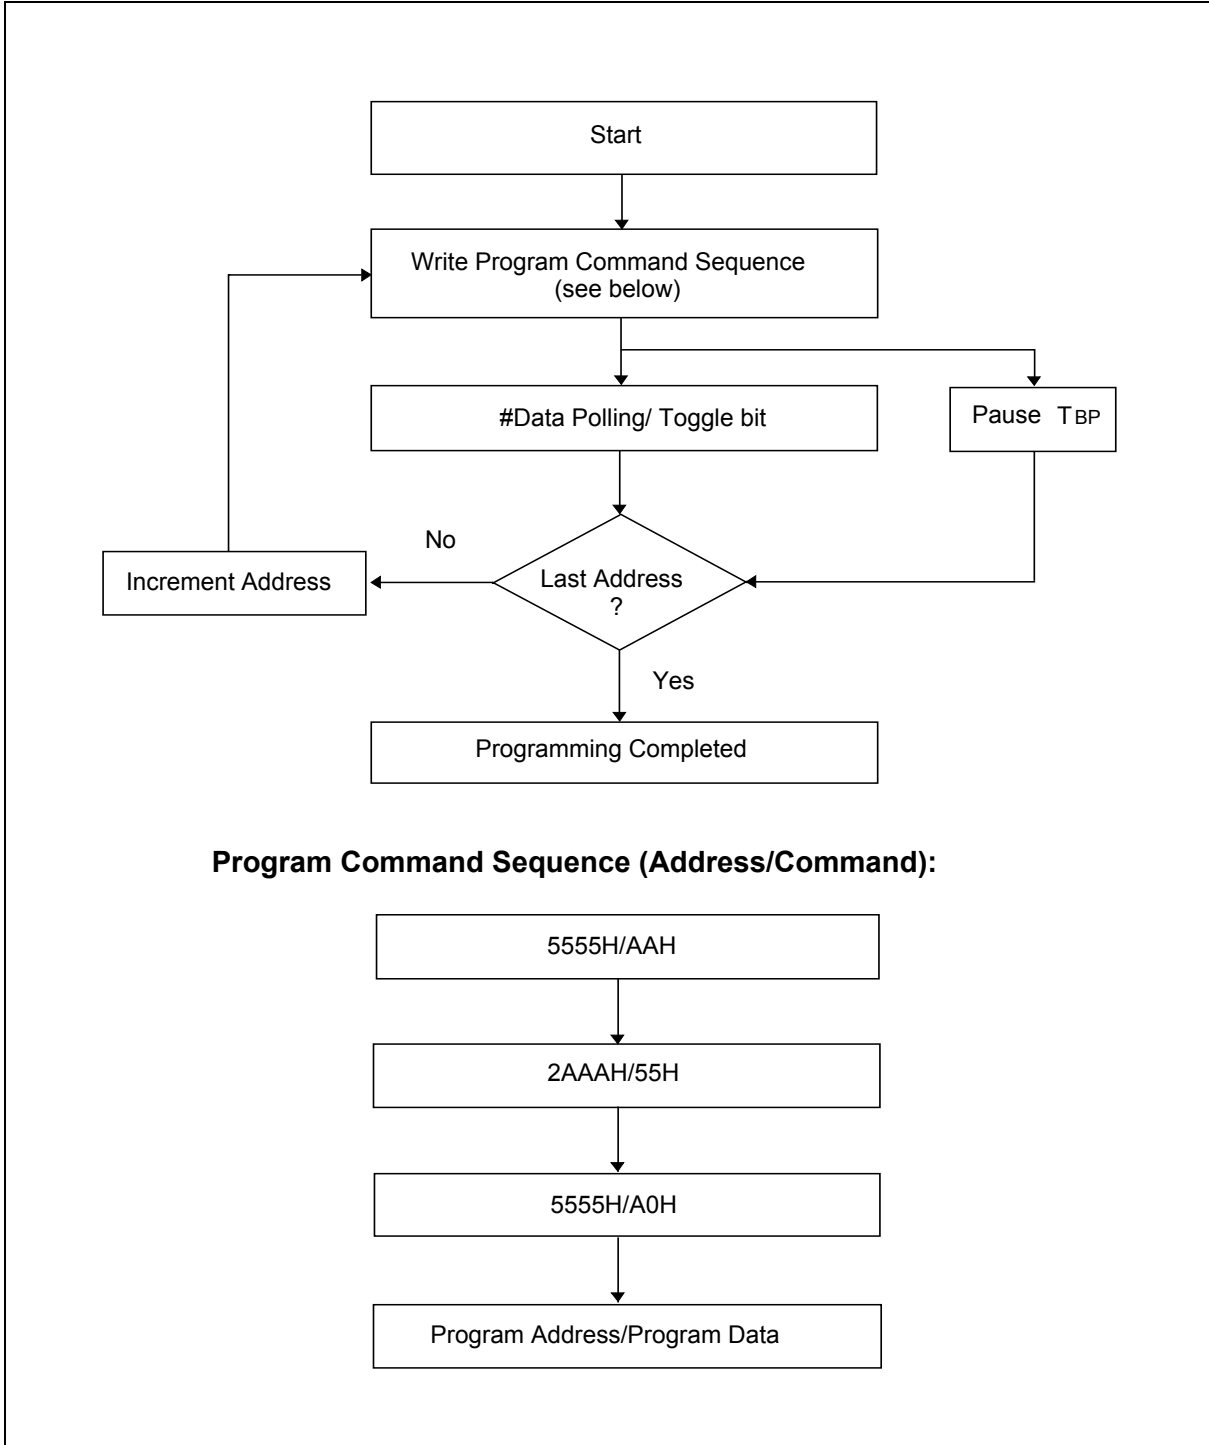 Start
Write Program Command Sequence
(see below)
#Data Polling/ Toggle bit
Pause TBP
No
Increment Address
Last Address
?
Yes
Programming Completed
Program Command Sequence (Address/Command):
5555H/AAH
2AAAH/55H
5555H/A0H
Program Address/Program Data